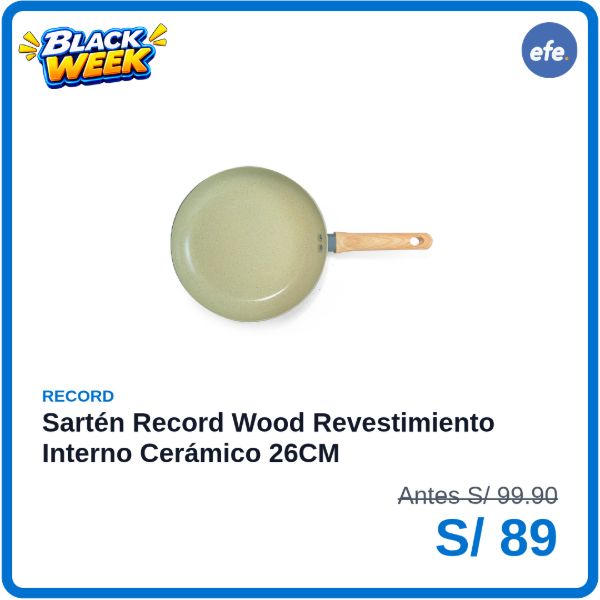 BLACK
WEEK
efe.
RECORD
Sartén Record Wood Revestimiento
Interno Cerámico 26CM
Antes S/ 99.90
S/ 89